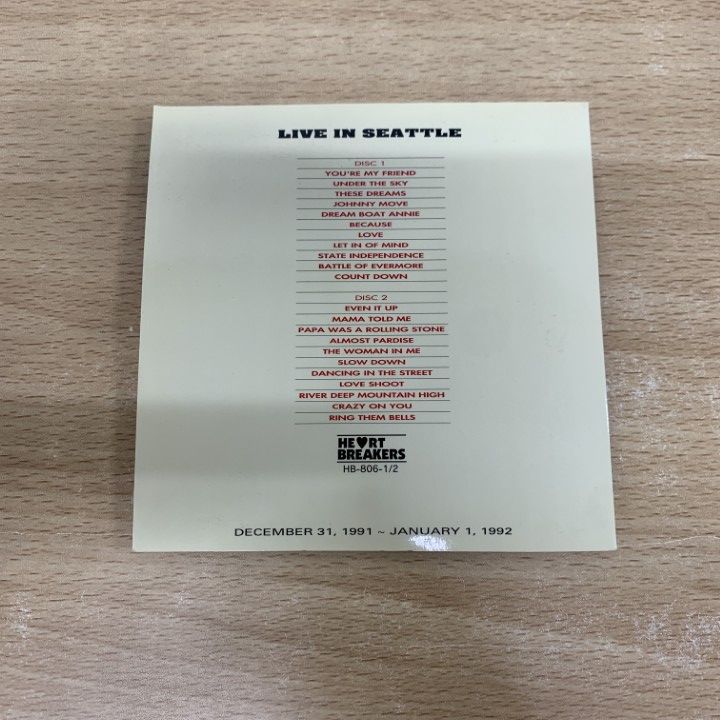 LIVE IN SEATTLE
DISC 1
YOU'RE MY FRIEND
UNDER THE SKY
THESE DREAMS
JOHNNY MOVE
DREAM BOAT ANNIE
BECAUSE
LOVE
LET IN OF MIND
STATE INDEPENDENCE
BATTLE OF EVERMORE
COUNT DOWN
DISC 2
EVEN IT UP
MAMA TOLD ME
PAPA WAS A ROLLING STONE
ALMOST PARDISE
THE WOMAN IN ME
SLOW DOWN
DANCING IN THE STREET
LOVE SHOOT
RIVER DEEP MOUNTAIN HIGH
CRAZY ON YOU
RING THEM BELLS
HE♥RT
BREAKERS
HB-806-1/2
DECEMBER 31, 1991 ~ JANUARY 1, 1992